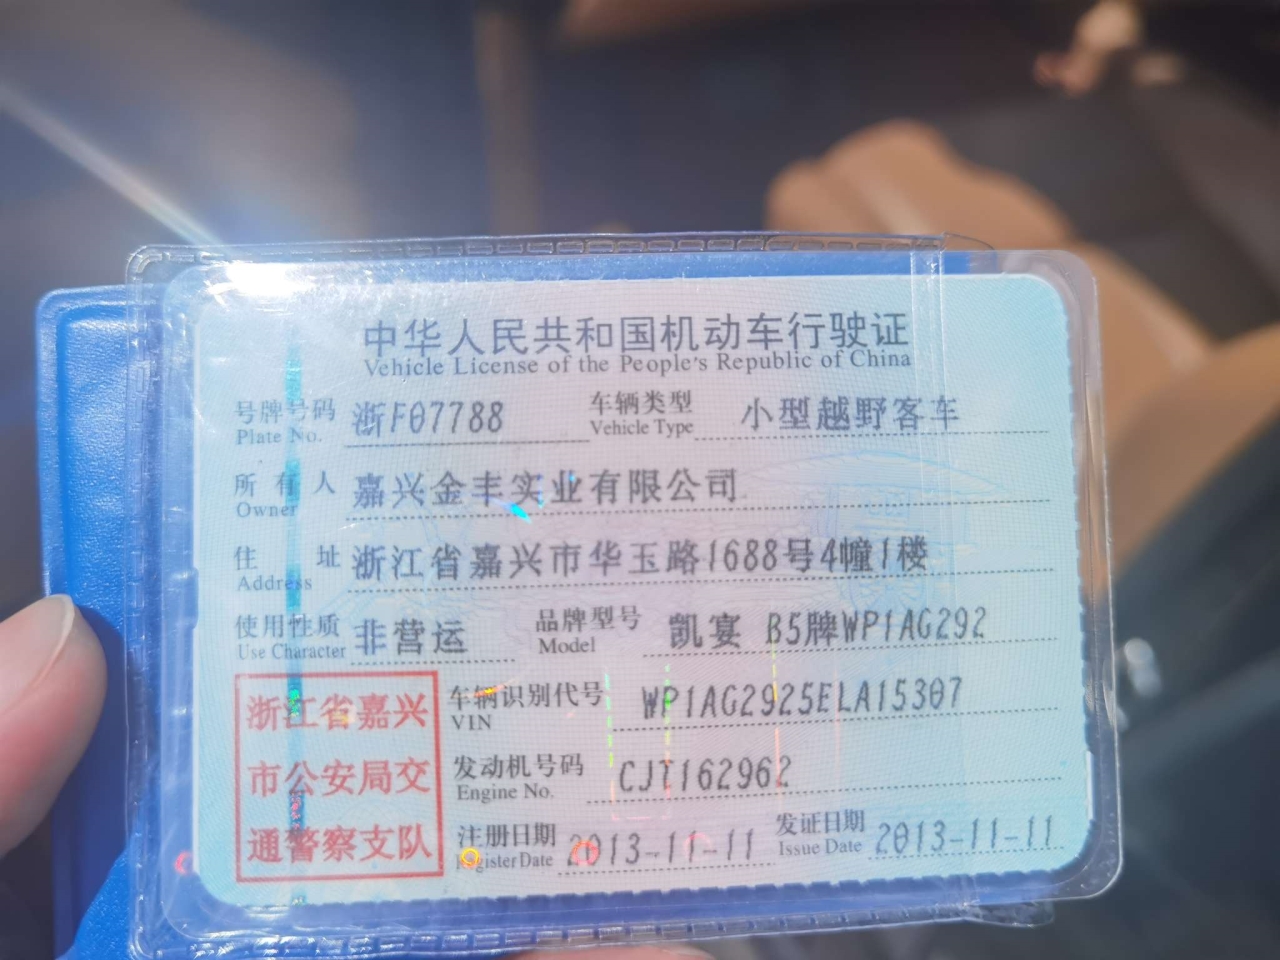 中华人民共和国机动车行驶证
Vehicle License of the People's Republic of China
号牌号码 浙F07788 车辆类型 小型越野客车
Plate No. Vehicle Type
所有人 嘉兴金丰实业有限公司
Owner
住址 浙江省嘉兴市华玉路1688号4幢1楼
Address
使用性质 非营运 品牌型号 凯宴 B5牌WP1AG292
Use Character Model
浙江省嘉兴
市公安局交
通警察支队
车辆识别代号 WP1AG2925ELA15307
VIN
发动机号码 CJT162962
Engine No.
注册日期 2013-11-11 发证日期 2013-11-11
Register Date Issue Date